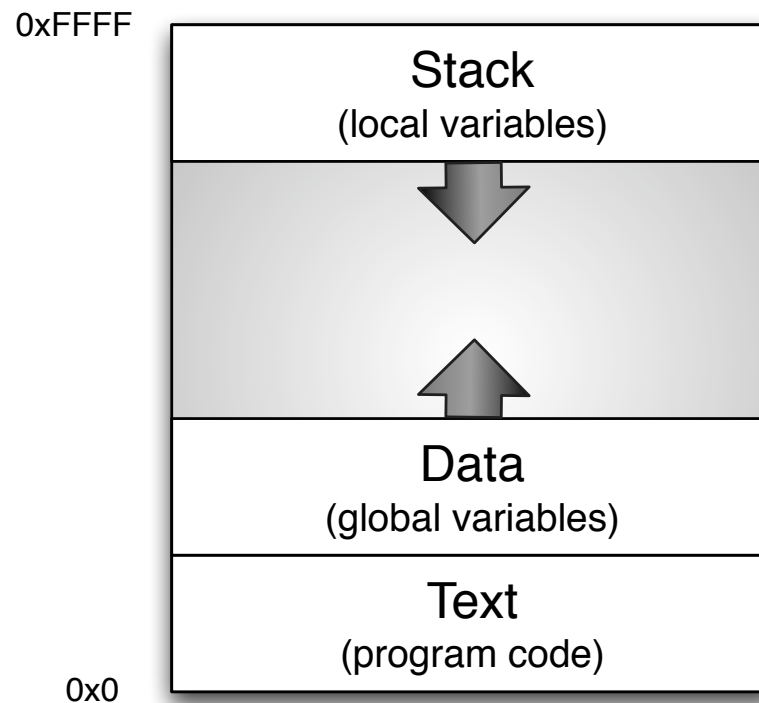 0xFFFF
Stack
(local variables)
Data
(global variables)
Text
(program code)
0x0